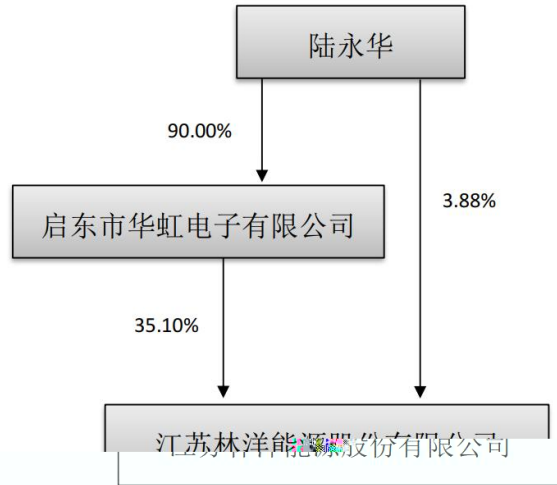 陆永华
90.00%
3.88%
启东市华虹电子有限公司
35.10%
江苏林洋能源股份有限公司